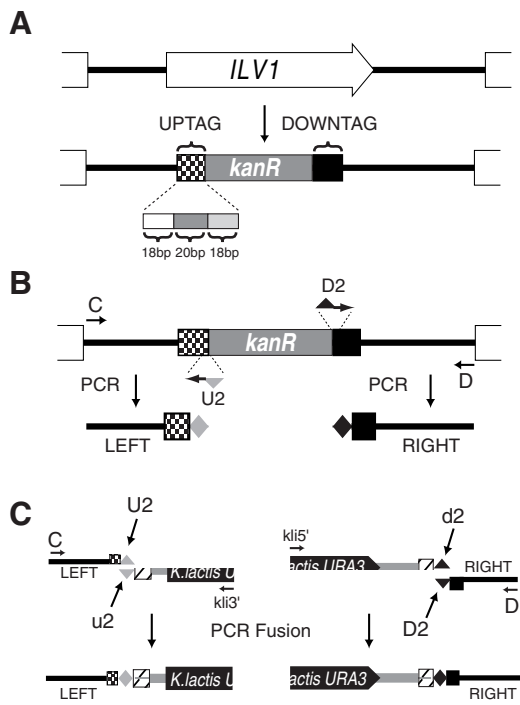 A
ILV1
UPTAG DOWNTAG
kanR
18bp 20bp 18bp
B
C D2
kanR
PCR U2 PCR D
LEFT RIGHT
C
U2 d2
C kli5'
LEFT K.lactis U actis URA3 RIGHT
u2 kli3' D2 D
PCR Fusion
K.lactis U actis URA3
LEFT RIGHT